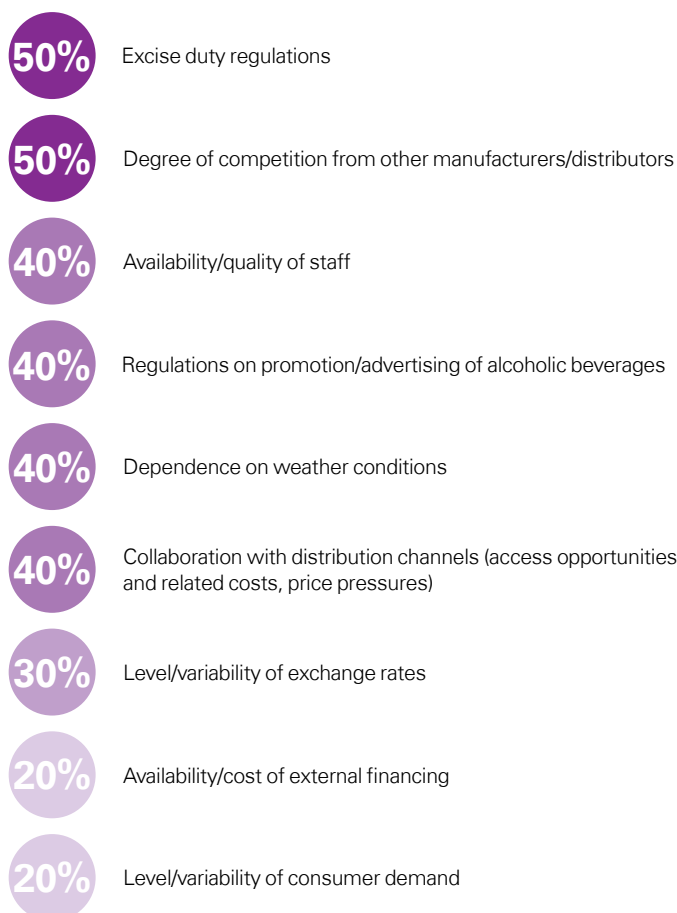 50% Excise duty regulations
50% Degree of competition from other manufacturers/distributors
40% Availability/quality of staff
40% Regulations on promotion/advertising of alcoholic beverages
40% Dependence on weather conditions
40% Collaboration with distribution channels (access opportunities
and related costs, price pressures)
30% Level/variability of exchange rates
20% Availability/cost of external financing
20% Level/variability of consumer demand